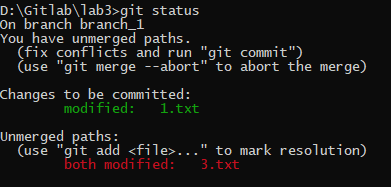 D:\Gitlab\lab3>git status
On branch branch_1
You have unmerged paths.
  (fix conflicts and run "git commit")
  (use "git merge --abort" to abort the merge)

Changes to be committed:
        modified:   1.txt

Unmerged paths:
  (use "git add <file>..." to mark resolution)
        both modified:   3.txt